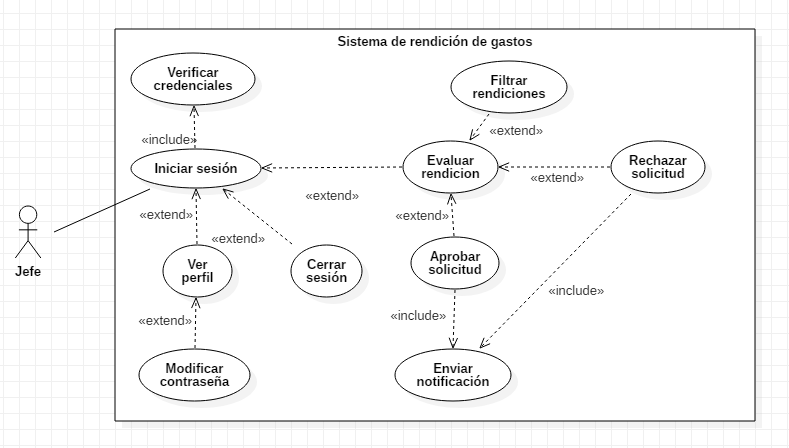 Sistema de rendición de gastos
Verificar
credenciales
Filtrar
rendiciones
«include»
«extend»
Iniciar sesión
Evaluar
rendicion
Rechazar
solicitud
«extend»
«extend»
«extend»
«extend»
«extend»
Jefe
Ver
perfil
Cerrar
sesión
Aprobar
solicitud
«include»
«extend»
«include»
Modificar
contraseña
Enviar
notificación